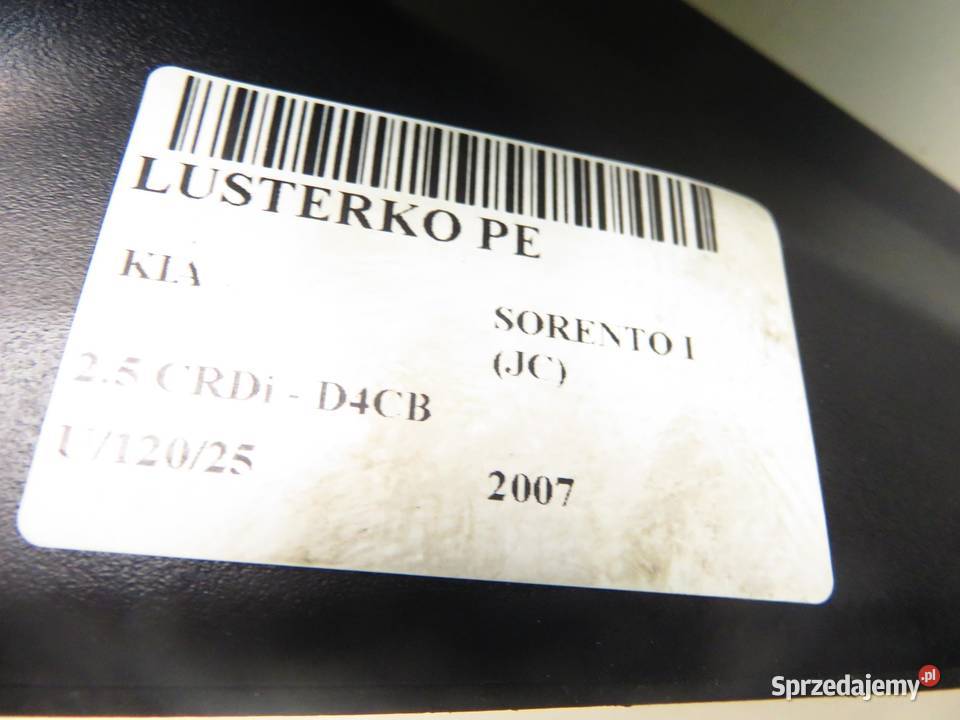 LUSTERKO PE
KIA
SORENTO I
(JC)
2.5 CRDi - D4CB
U/120/25
2007
Sprzedajemy.pl